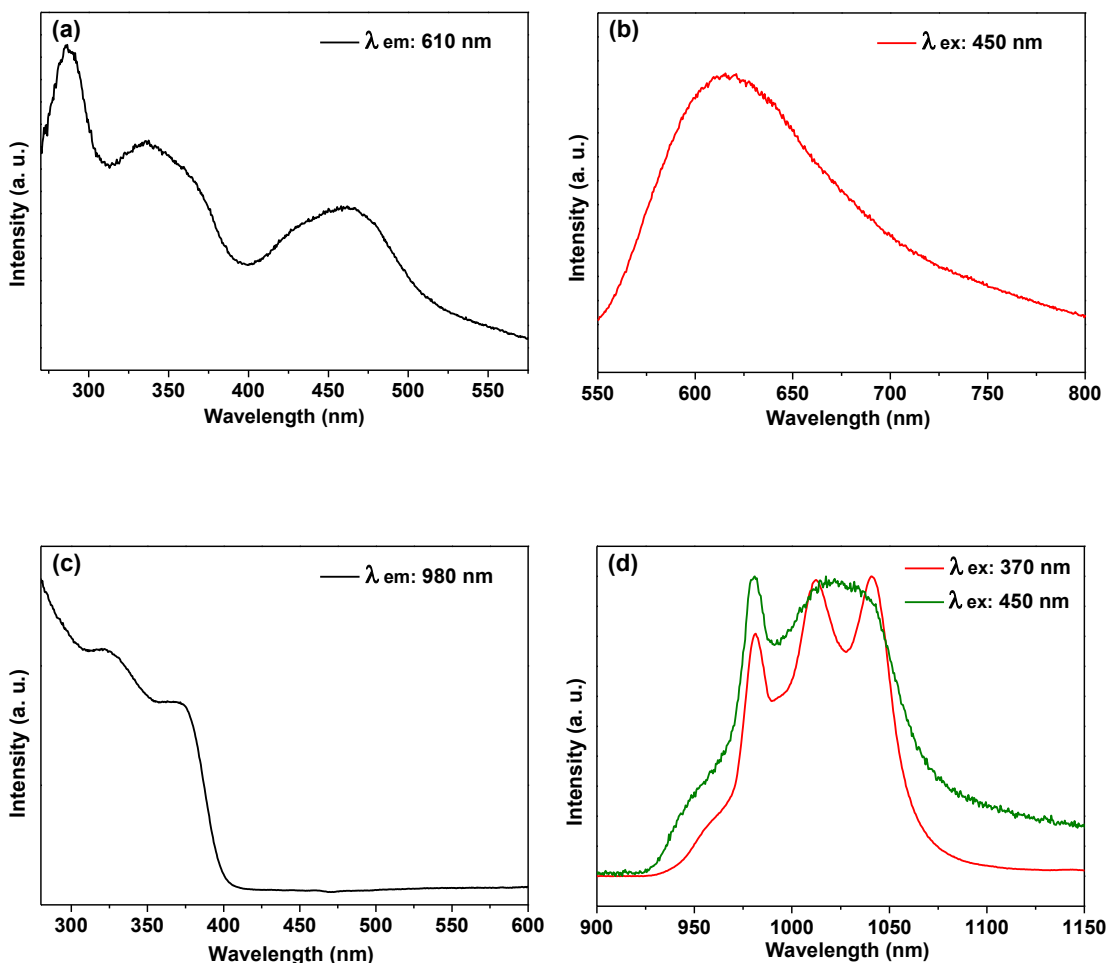 (a)
λ em: 610 nm
Intensity (a. u.)
300 350 400 450 500 550
Wavelength (nm)
(b)
λ ex: 450 nm
Intensity (a. u.)
550 600 650 700 750 800
Wavelength (nm)
(c)
λ em: 980 nm
Intensity (a. u.)
300 350 400 450 500 550 600
Wavelength (nm)
(d)
λ ex: 370 nm
λ ex: 450 nm
Intensity (a. u.)
900 950 1000 1050 1100 1150
Wavelength (nm)